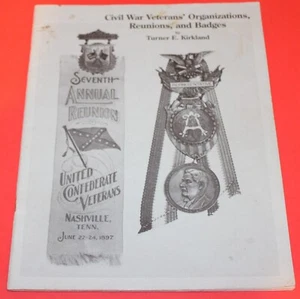 Civil War Veterans' Organizations,
Reunions, and Badges
by
Turner E. Kirkland
SEVENTH
ANNUAL
REUNION
UNITED
CONFEDERATE
VETERANS
NASHVILLE,
TENN.
JUNE 22-24, 1897